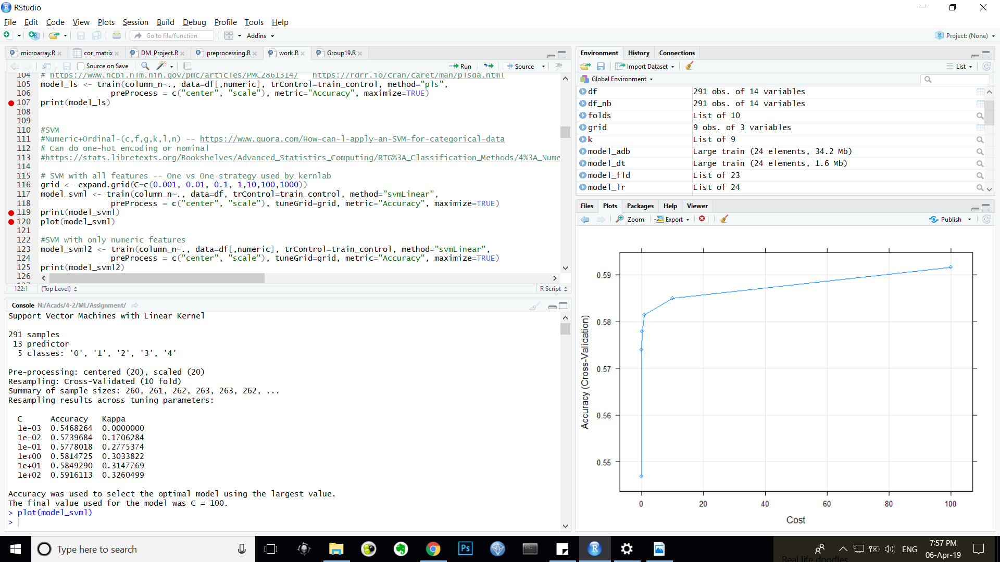 RStudio
File Edit Code View Plots Session Build Debug Profile Tools Help
Go to file/function Addins Project: (None)
microarray.R cor_matrix DM_Project.R preprocessing.R work.R Group19.R
Source on Save Run Source
104 # https://www.ncbi.nlm.nih.gov/pmc/articles/PMC2861314/ https://rdrr.io/cran/caret/man/plsda.html
105 model_ls <- train(column_n~., data=df[,numeric], trControl=train_control, method="pls",
106 preProcess = c("center", "scale"), metric="Accuracy", maximize=TRUE)
107 print(model_ls)
108
109
110 #SVM
111 #Numeric+Ordinal-(c,f,g,k,l,n) -- https://www.quora.com/How-can-l-apply-an-SVM-for-categorical-data
112 # Can do one-hot encoding or nominal
113 #https://stats.libretexts.org/Bookshelves/Advanced_Statistics_Computing/RTG%3A_Classification_Methods/4%3A_Nume
114
115 # SVM with all features -- One vs One strategy used by kernlab
116 grid <- expand.grid(C=c(0.001, 0.01, 0.1, 1,10,100,1000))
117 model_svml <- train(column_n~., data=df, trControl=train_control, method="svmLinear",
118 preProcess = c("center", "scale"), tuneGrid=grid, metric="Accuracy", maximize=TRUE)
119 print(model_svml)
120 plot(model_svml)
121
122 #SVM with only numeric features
123 model_svml2 <- train(column_n~., data=df[,numeric], trControl=train_control, method="svmLinear",
124 preProcess = c("center", "scale"), tuneGrid=grid, metric="Accuracy", maximize=TRUE)
125 print(model_svml2)
126
122:1 (Top Level) R Script
Console N:/Acads/4-2/ML/Assignment/
Support Vector Machines with Linear Kernel
291 samples
13 predictor
5 classes: '0', '1', '2', '3', '4'
Pre-processing: centered (20), scaled (20)
Resampling: Cross-Validated (10 fold)
Summary of sample sizes: 260, 261, 262, 263, 263, 262, ...
Resampling results across tuning parameters:
C Accuracy Kappa
1e-03 0.5468264 0.0000000
1e-02 0.5739684 0.1706284
1e-01 0.5778018 0.2775374
1e+00 0.5814725 0.3033822
1e+01 0.5849290 0.3147769
1e+02 0.5916113 0.3260499
Accuracy was used to select the optimal model using the largest value.
The final value used for the model was C = 100.
> plot(model_svml)
>
Environment History Connections
Import Dataset List
Global Environment
df 291 obs. of 14 variables
df_nb 291 obs. of 14 variables
folds List of 10
grid 9 obs. of 3 variables
k List of 9
model_adb Large train (24 elements, 34.2 Mb)
model_dt Large train (24 elements, 1.6 Mb)
model_fld List of 23
model_lr List of 24
Files Plots Packages Help Viewer
Zoom Export Publish
Accuracy (Cross-Validation)
0.59
0.58
0.57
0.56
0.55
0 20 40 60 80 100
Cost
Type here to search
Ps
R
ENG
7:57 PM
06-Apr-19
Real life doodles